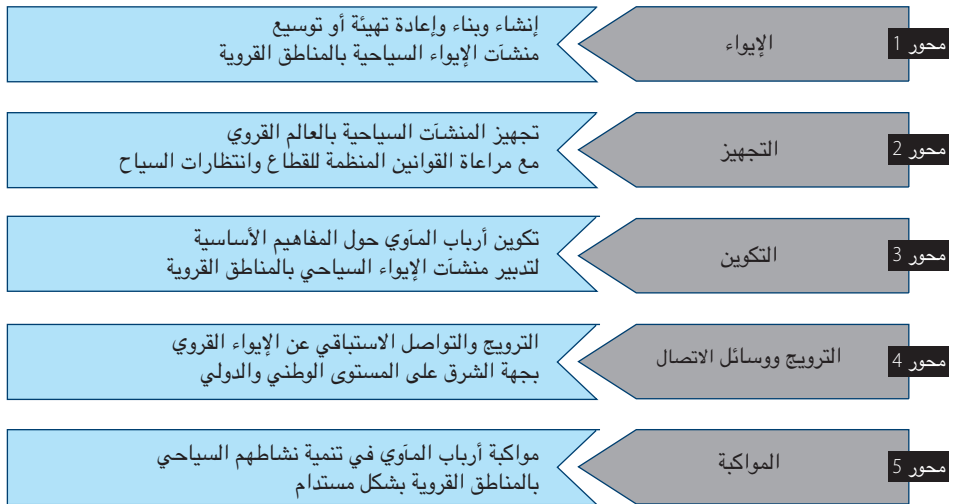 محور 1
الإيواء
إنشاء وبناء وإعادة تهيئة أو توسيع
منشآت الإيواء السياحية بالمناطق القروية
محور 2
التجهيز
تجهيز المنشآت السياحية بالعالم القروي
مع مراعاة القوانين المنظمة للقطاع وانتظارات السياح
محور 3
التكوين
تكوين أرباب المآوي حول المفاهيم الأساسية
لتدبير منشآت الإيواء السياحي بالمناطق القروية
محور 4
الترويج ووسائل الاتصال
الترويج والتواصل الاستباقي عن الإيواء القروي
بجهة الشرق على المستوى الوطني والدولي
محور 5
المواكبة
مواكبة أرباب المآوي في تنمية نشاطهم السياحي
بالمناطق القروية بشكل مستدام